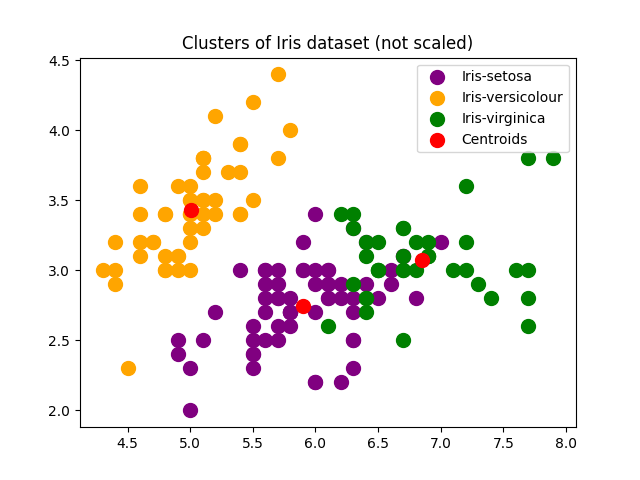 Clusters of Iris dataset (not scaled)
Iris-setosa
Iris-versicolour
Iris-virginica
Centroids
4.5
4.0
3.5
3.0
2.5
2.0
4.5 5.0 5.5 6.0 6.5 7.0 7.5 8.0